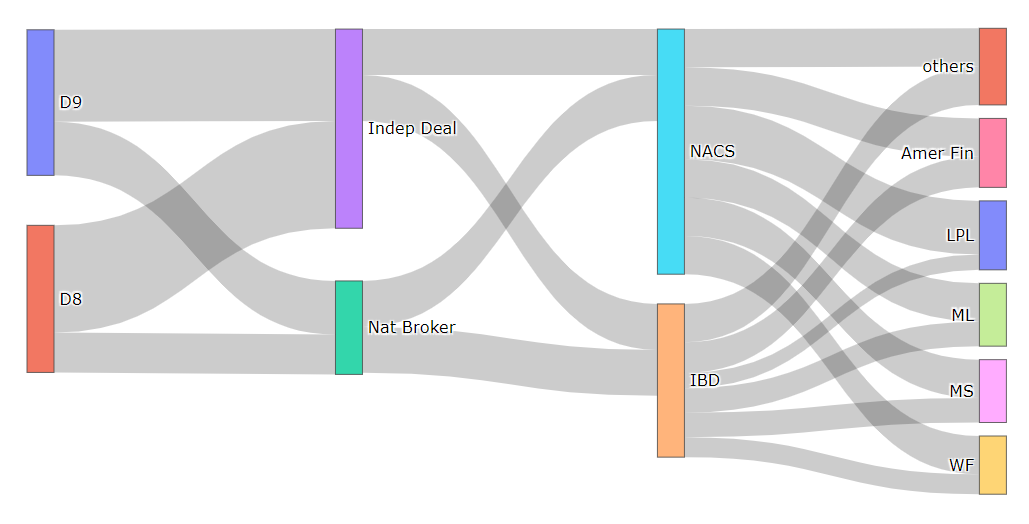 D9
D8
Indep Deal
Nat Broker
NACS
IBD
others
Amer Fin
LPL
ML
MS
WF